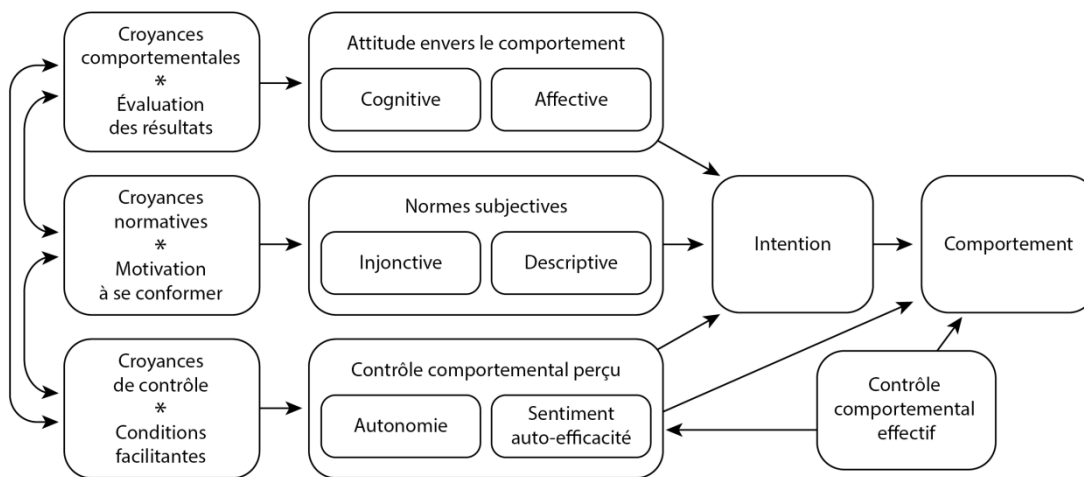 Croyances
comportementales
*
Évaluation
des résultats
Attitude envers le comportement
Cognitive
Affective
Croyances
normatives
*
Motivation
à se conformer
Normes subjectives
Injonctive
Descriptive
Intention
Comportement
Croyances
de contrôle
*
Conditions
facilitantes
Contrôle comportemental perçu
Autonomie
Sentiment
auto-efficacité
Contrôle
comportemental
effectif